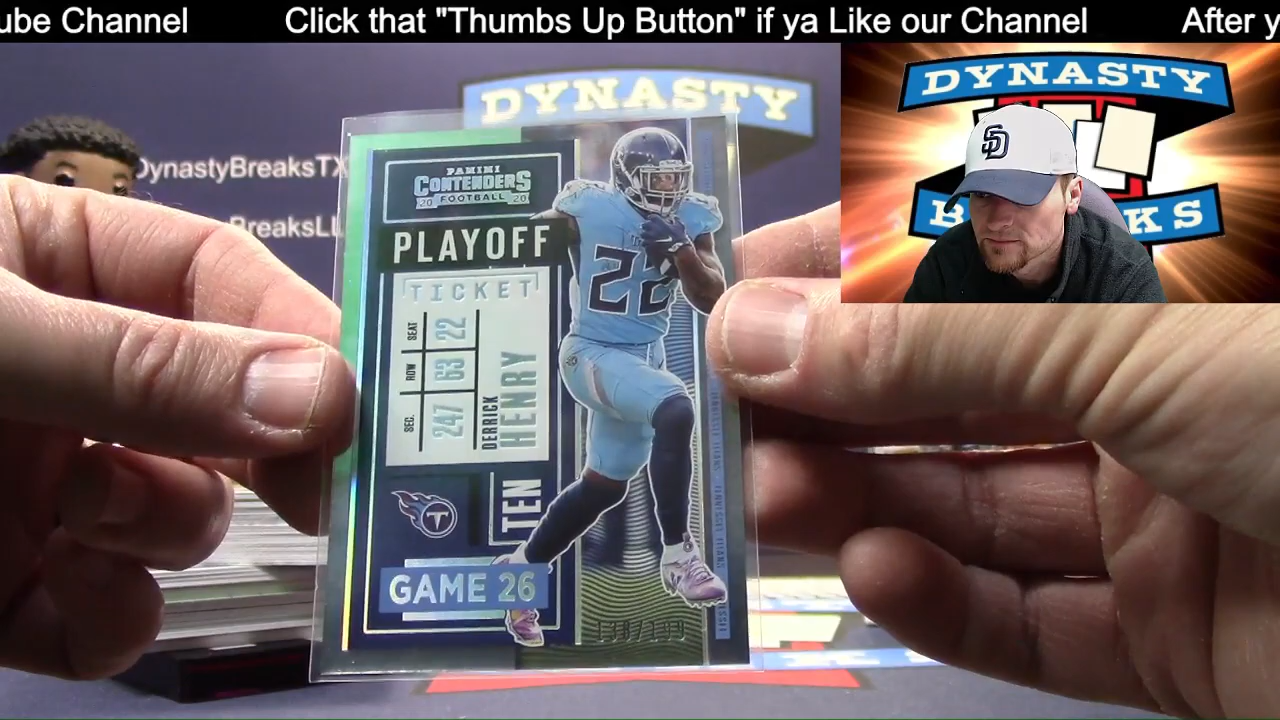 ube Channel Click that "Thumbs Up Button" if ya Like our Channel After y
DYNASTY
DYNASTY
DynastyBreaksTX
BreaksLL
PANINI
CONTENDERS
20 FOOTBALL 20
PLAYOFF
TICKET
SEC. ROW SEAT
247 63 22
DERRICK
HENRY
TEN
22
T
GAME 26
SD